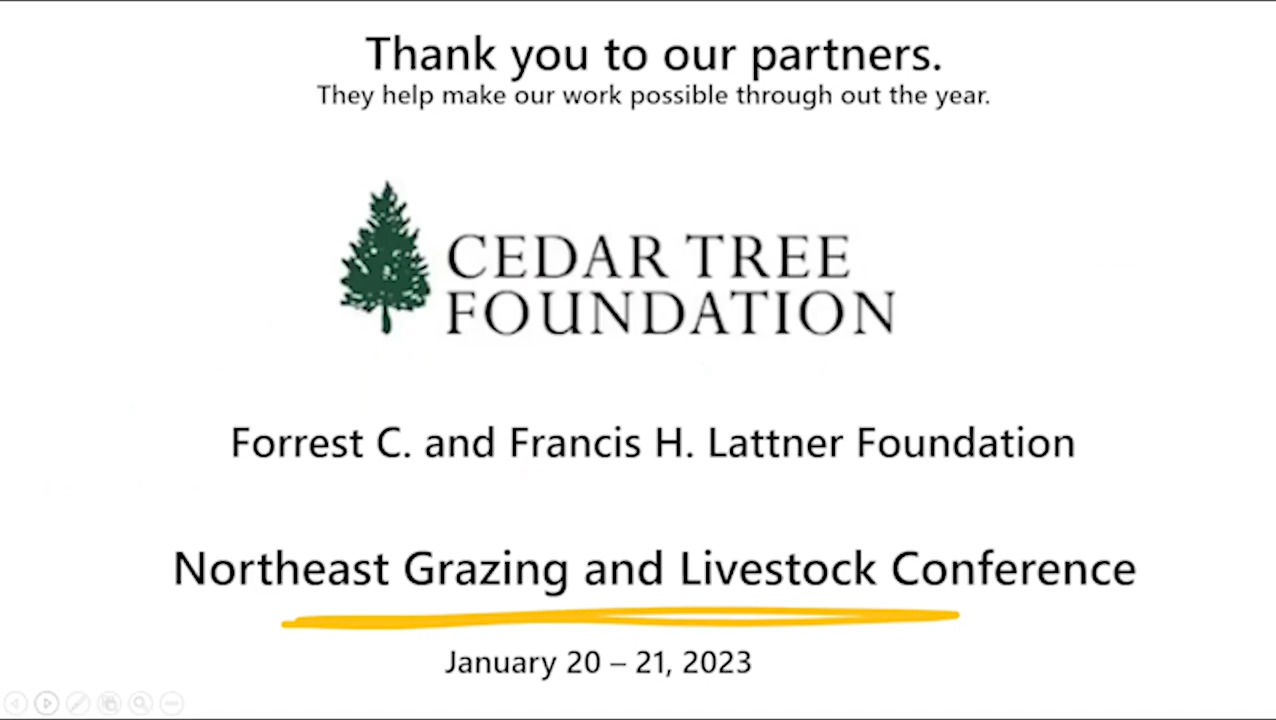 Thank you to our partners.
They help make our work possible through out the year.
CEDAR TREE
FOUNDATION
Forrest C. and Francis H. Lattner Foundation
Northeast Grazing and Livestock Conference
January 20 – 21, 2023